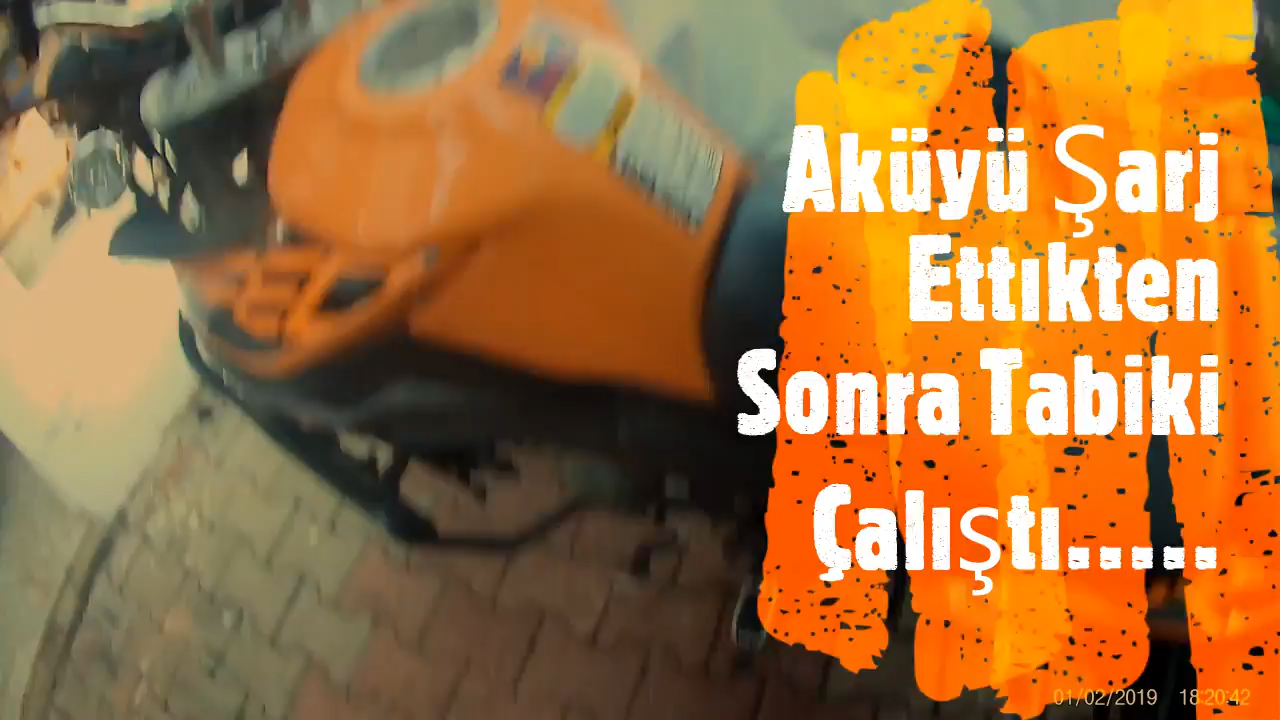 Aküyü Şarj
Ettıkten
Sonra Tabiki
Çalıştı.....
01/02/2019 18:20:42